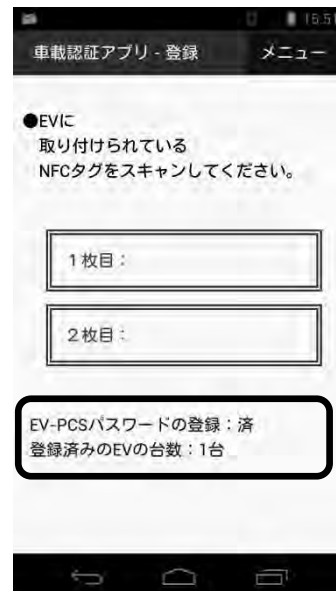 車載認証アプリ - 登録 メニュー
●EVに
取り付けられている
NFCタグをスキャンしてください。
1枚目：
2枚目：
EV-PCSパスワードの登録：済
登録済みのEVの台数：1台